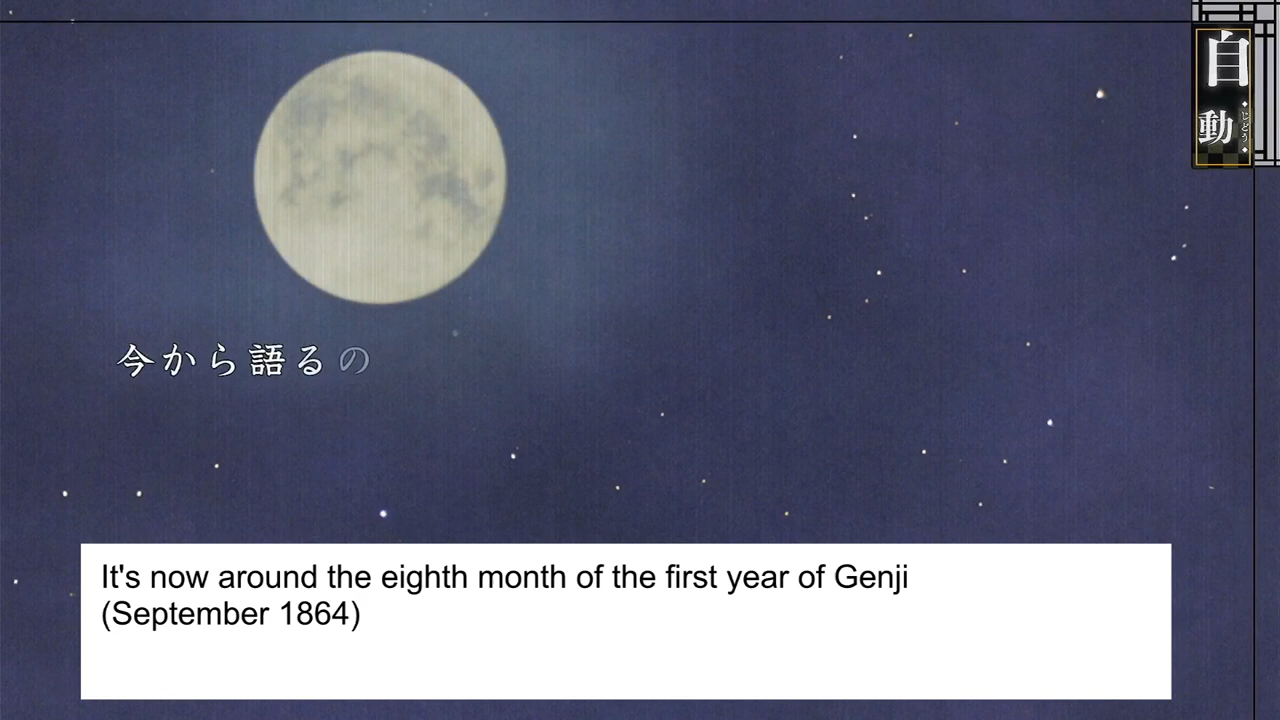 自動
今から語るの
It's now around the eighth month of the first year of Genji
(September 1864)